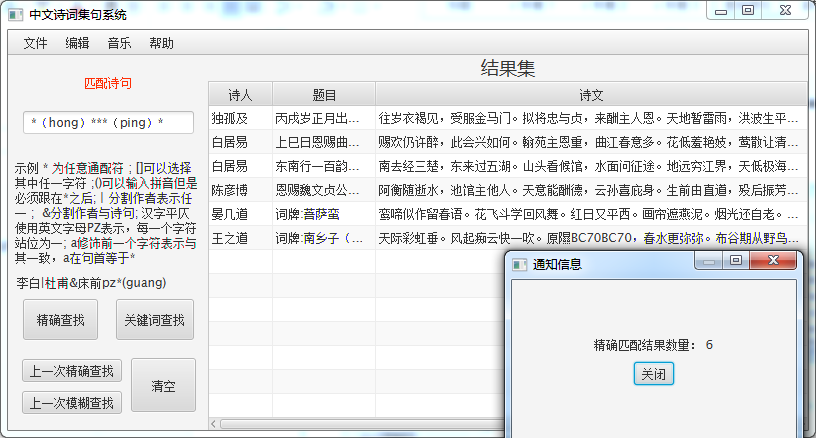 中文诗词集句系统
文件 编辑 音乐 帮助
匹配诗句
*（hong）***（ping）*
示例 * 为任意通配符 ; []可以选择
其中任一字符 ;()可以输入拼音但是
必须跟在*之后; | 分割作者表示任
一 ； &分割作者与诗句; 汉字平仄
使用英文字母PZ表示，每一个字符
站位为一; a修饰前一个字符表示与
其一致，a在句首等于*
李白|杜甫&床前pz*(guang)
精确查找 关键词查找
上一次精确查找
上一次模糊查找
清空
结果集
诗人 题目 诗文
独孤及 丙戌岁正月出... 往岁衣褐见，受服金马门。拟将忠与贞，来酬主人恩。天地暂雷雨，洪波生平...
白居易 上巳日恩赐曲... 赐欢仍许醉，此会兴如何。翰苑主恩重，曲江春意多。花低羞艳妓，莺散让清...
白居易 东南行一百韵... 南去经三楚，东来过五湖。山头看候馆，水面问征途。地远穷江界，天低极海...
陈彦博 恩赐魏文贞公... 阿衡随逝水，池馆主他人。天意能酬德，云孙喜庇身。生前由直道，殁后振芳...
晏几道 词牌:菩萨蛮 鸾啼似作留春语。花飞斗学回风舞。红日又平西。画帘遮燕泥。烟光还自老。...
王之道 词牌:南乡子（... 天际彩虹垂。风起痴云快一吹。原隰BC70BC70，春水更弥弥。布谷期从野鸟...
通知信息
精确匹配结果数量： 6
关闭